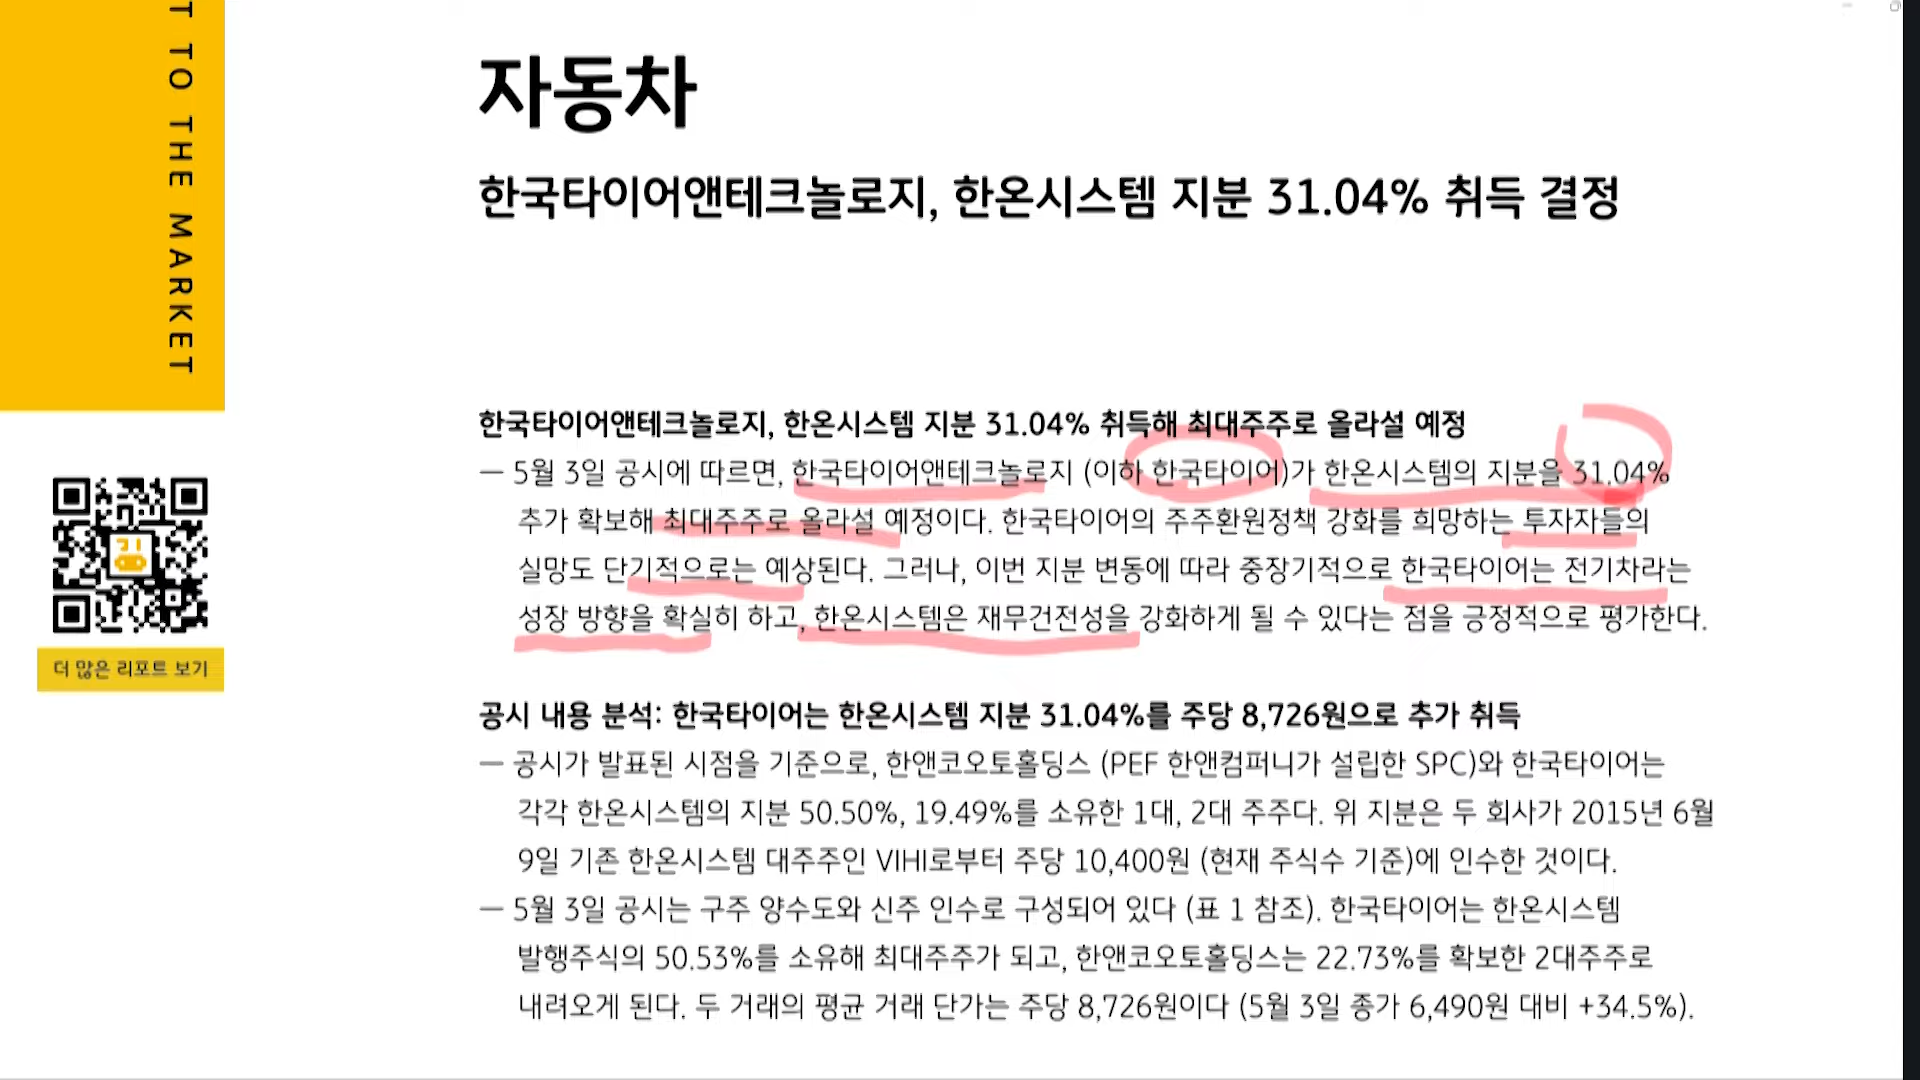 T TO THE MARKET
자동차
한국타이어앤테크놀로지, 한온시스템 지분 31.04% 취득 결정
한국타이어앤테크놀로지, 한온시스템 지분 31.04% 취득해 최대주주로 올라설 예정
— 5월 3일 공시에 따르면, 한국타이어앤테크놀로지 (이하 한국타이어)가 한온시스템의 지분을 31.04%
추가 확보해 최대주주로 올라설 예정이다. 한국타이어의 주주환원정책 강화를 희망하는 투자자들의
실망도 단기적으로는 예상된다. 그러나, 이번 지분 변동에 따라 중장기적으로 한국타이어는 전기차라는
성장 방향을 확실히 하고, 한온시스템은 재무건전성을 강화하게 될 수 있다는 점을 긍정적으로 평가한다.
더 많은 리포트 보기
공시 내용 분석: 한국타이어는 한온시스템 지분 31.04%를 주당 8,726원으로 추가 취득
— 공시가 발표된 시점을 기준으로, 한앤코오토홀딩스 (PEF 한앤컴퍼니가 설립한 SPC)와 한국타이어는
각각 한온시스템의 지분 50.50%, 19.49%를 소유한 1대, 2대 주주다. 위 지분은 두 회사가 2015년 6월
9일 기존 한온시스템 대주주인 VIHI로부터 주당 10,400원 (현재 주식수 기준)에 인수한 것이다.
— 5월 3일 공시는 구주 양수도와 신주 인수로 구성되어 있다 (표 1 참조). 한국타이어는 한온시스템
발행주식의 50.53%를 소유해 최대주주가 되고, 한앤코오토홀딩스는 22.73%를 확보한 2대주주로
내려오게 된다. 두 거래의 평균 거래 단가는 주당 8,726원이다 (5월 3일 종가 6,490원 대비 +34.5%).